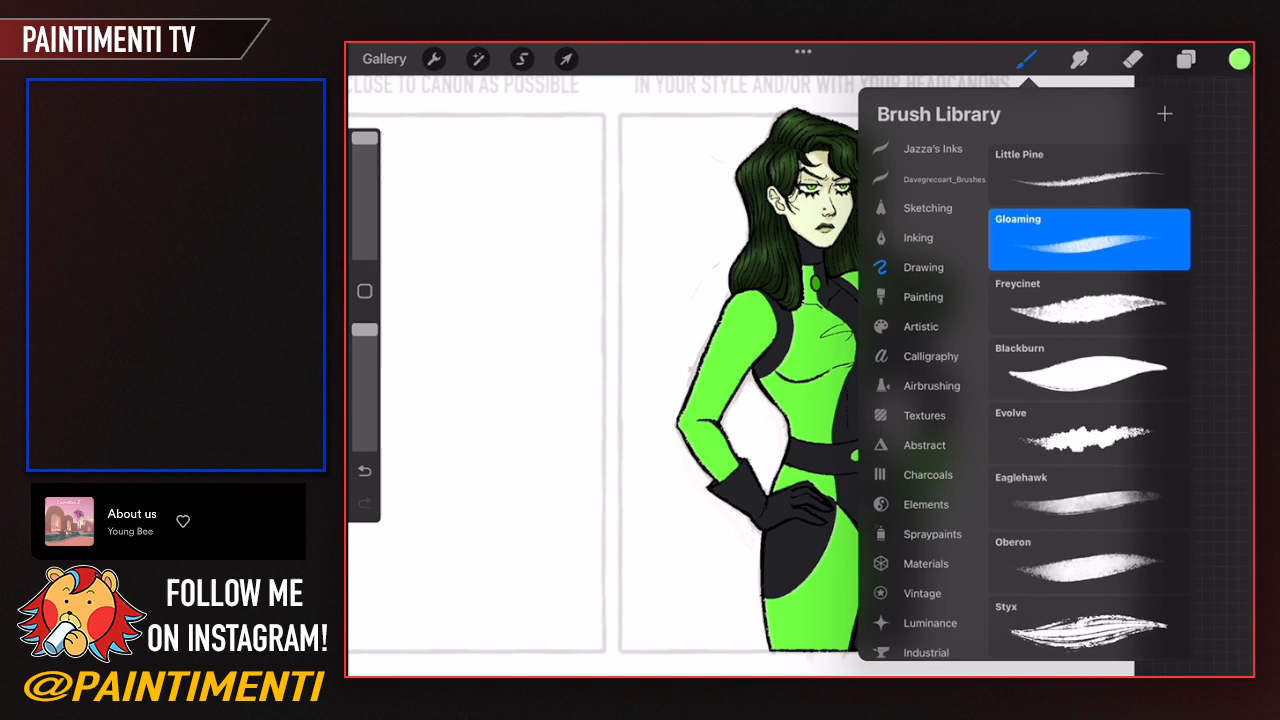 PAINTIMENTI TV
Gallery
CLOSE TO CANON AS POSSIBLE
IN YOUR STYLE AND/OR WITH YOUR HEADCANONS
Brush Library
Jazza's Inks
Davegrecoart_Brushes
Sketching
Inking
Drawing
Painting
Artistic
Calligraphy
Airbrushing
Textures
Abstract
Charcoals
Elements
Spraypaints
Materials
Vintage
Luminance
Industrial
Little Pine
Gloaming
Freycinet
Blackburn
Evolve
Eaglehawk
Oberon
Styx
About us
Young Bee
FOLLOW ME
ON INSTAGRAM!
@PAINTIMENTI